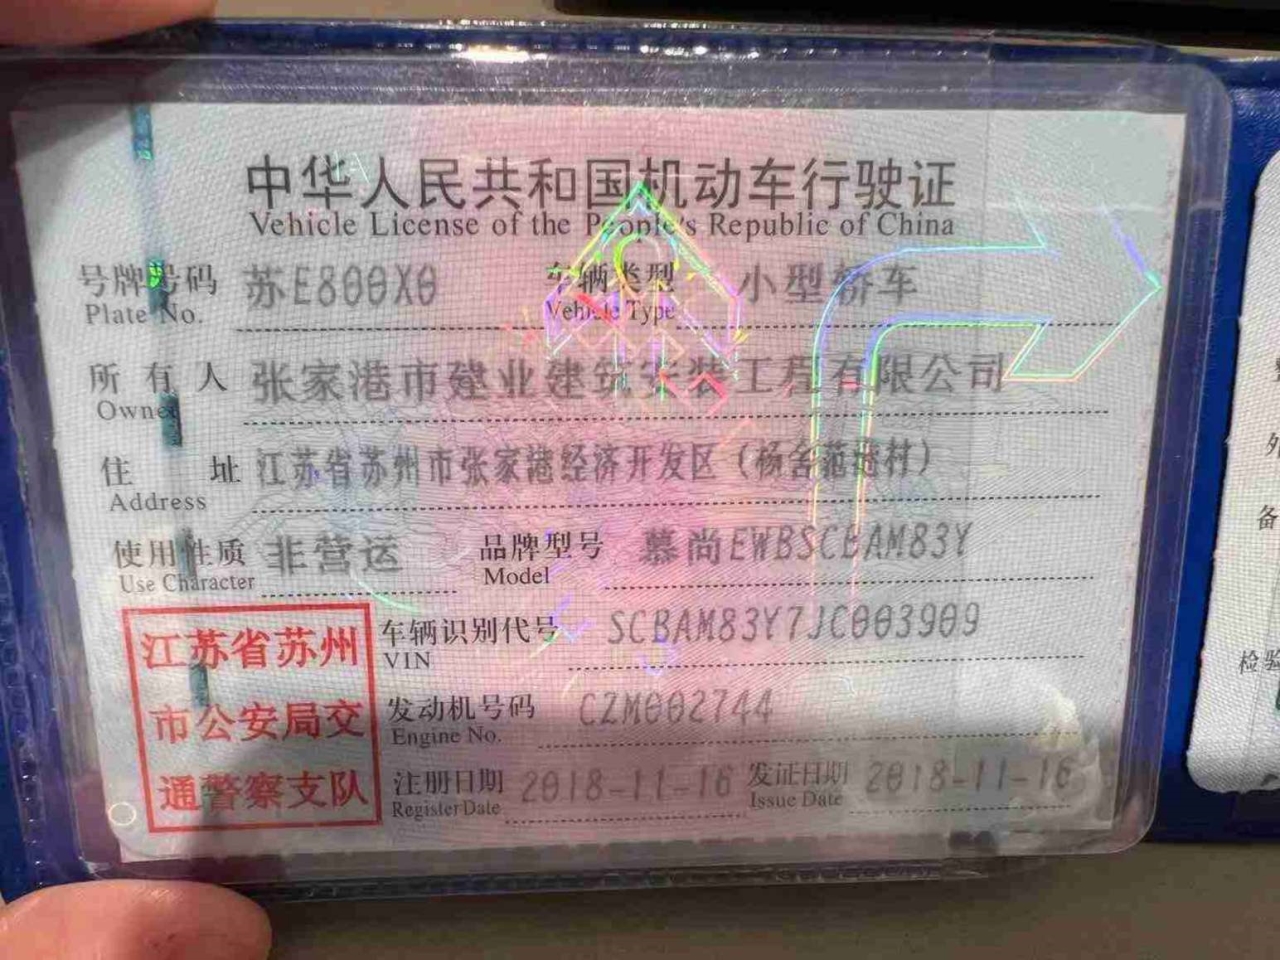 中华人民共和国机动车行驶证
Vehicle License of the People's Republic of China
号牌号码 苏E800X0 车辆类型 小型轿车
Plate No. Vehicle Type
所有人 张家港市建业建筑安装工程有限公司
Owner
住址 江苏省苏州市张家港经济开发区（杨舍范港村）
Address
使用性质 非营运 品牌型号 慕尚EWBSCBAM83Y
Use Character Model
江苏省苏州
市公安局交
通警察支队
车辆识别代号 SCBAM83Y7JC003909
VIN
发动机号码 CZM002744
Engine No.
注册日期 2018-11-16 发证日期 2018-11-16
Register Date Issue Date
备
检验